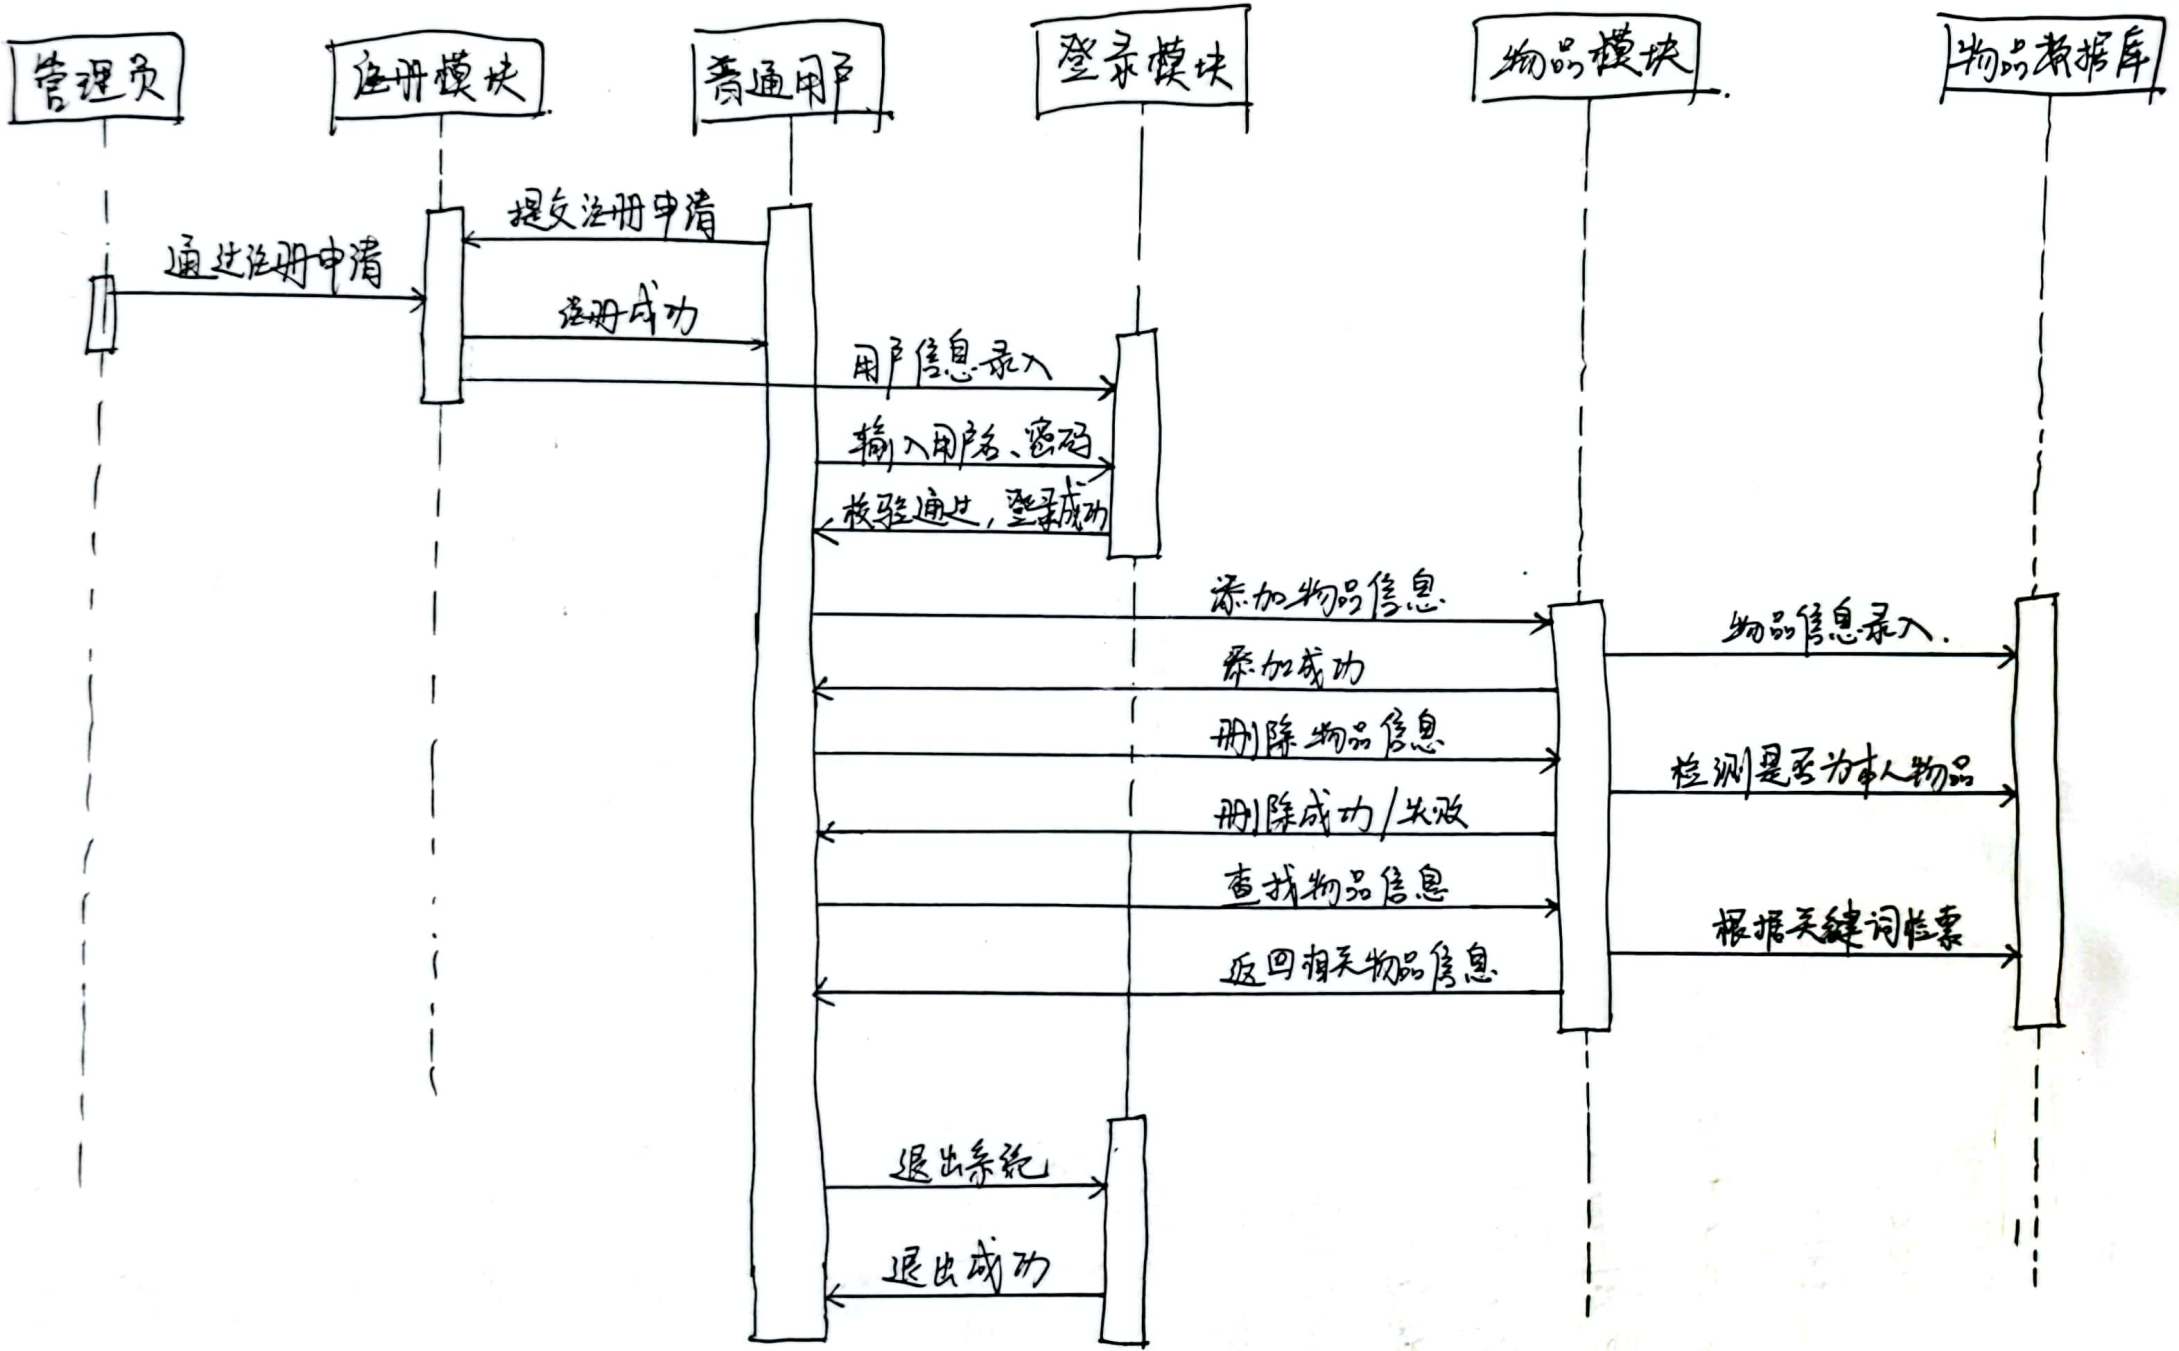 管理员
注册模块
普通用户
登录模块
物品模块
物品数据库
提交注册申请
通过注册申请
注册成功
用户信息录入
输入用户名、密码
校验通过，登录成功
添加物品信息
物品信息录入.
添加成功
删除物品信息
检测是否为本人物品
删除成功/失败
查找物品信息
根据关键词检索
返回相关物品信息
退出系统
退出成功